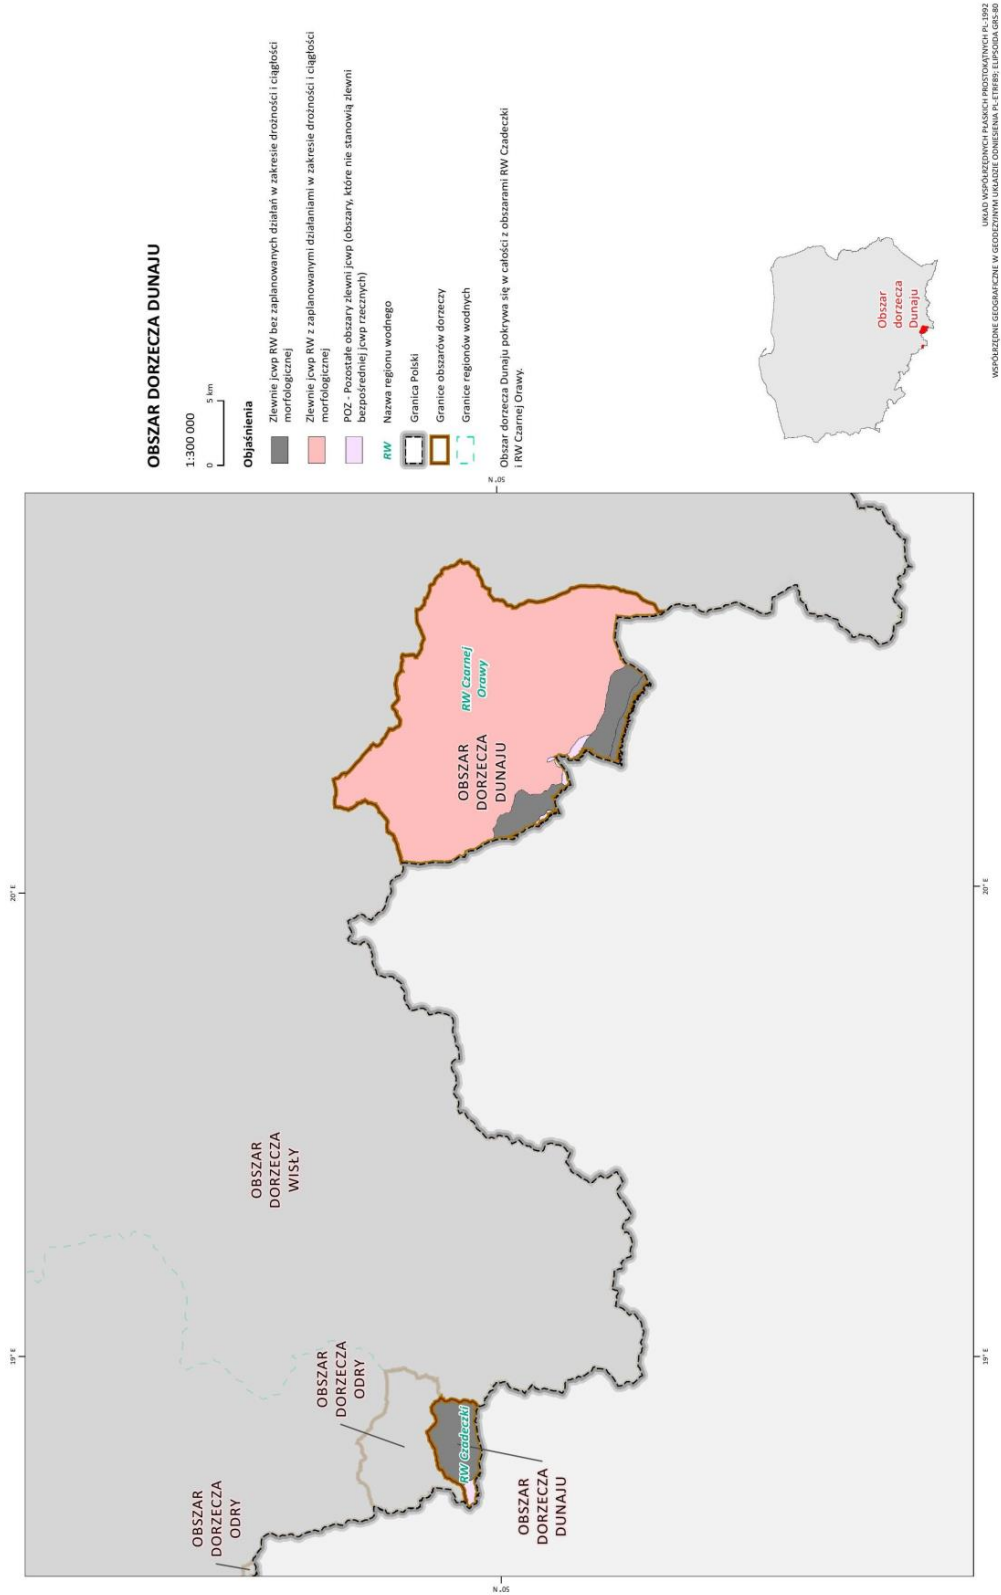 OBSZAR DORZECZA DUNAJU
1:300 000
0 5 km
Objaśnienia
Zlewnie jcwp RW bez zaplanowanych działań w zakresie drożności i ciągłości
morfologicznej
Zlewnie jcwp RW z zaplanowanymi działaniami w zakresie drożności i ciągłości
morfologicznej
POZ - Pozostałe obszary zlewni jcwp (obszary, które nie stanowią zlewni
bezpośredniej jcwp rzecznych)
RW Nazwa regionu wodnego
Granica Polski
Granice obszarów dorzeczy
Granice regionów wodnych
Obszar dorzecza Dunaju pokrywa się w całości z obszarami RW Czadeczki
i RW Czarnej Orawy.
Obszar
dorzecza
Dunaju
UKŁAD WSPÓŁRZĘDNYCH PŁASKICH PROSTOKĄTNYCH PL-1992
WSPÓŁRZĘDNE GEOGRAFICZNE W GEODEZYJNYM UKŁADZIE ODNIESIENIA PL-ETRF89; ELIPSOIDA GRS-80
19° E
20° E
OBSZAR
DORZECZA
ODRY
OBSZAR
DORZECZA
ODRY
OBSZAR
DORZECZA
WISŁY
RW Czadeczki
OBSZAR
DORZECZA
DUNAJU
OBSZAR
DORZECZA
DUNAJU
RW Czarnej
Orawy
50° N
50° N
19° E
20° E